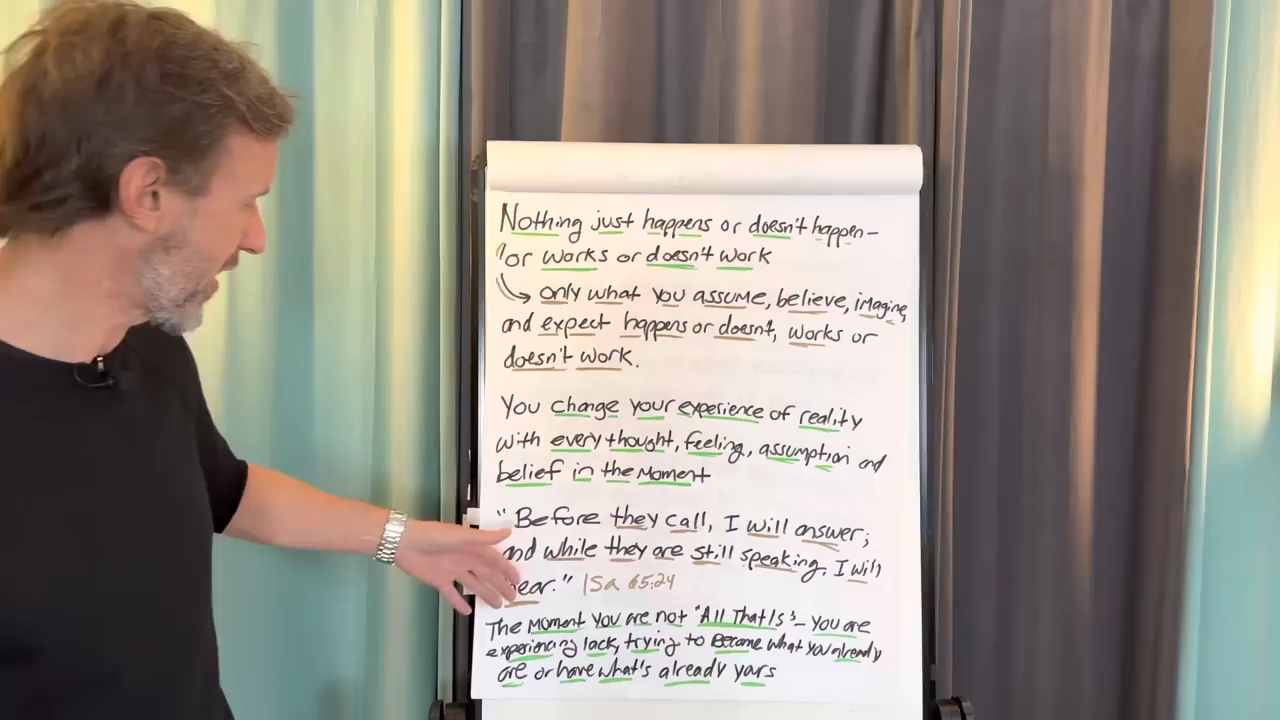 Nothing just happens or doesn't happen-
or works or doesn't work
→ only what you assume, believe, imagine,
and expect happens or doesn't, works or
doesn't work.
You change your experience of reality
with every thought, feeling, assumption and
belief in the moment
"Before they call, I will answer;
and while they are still speaking, I will
ear." Isa 65:24
The Moment you are not "All That Is"- you are
experiencing lack, trying to Become what you already
are or have what's already yars